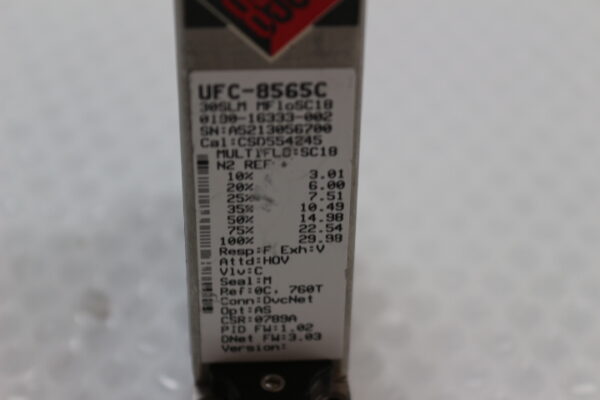 UFC-8565C
30SLM MFloSC18
0190-16333-002
SN:A5213056700
Cal:CSD554245
MULTIFLO:SC18
N2 REF
10% 3.01
20% 6.00
25% 7.51
35% 10.49
50% 14.98
75% 22.54
100% 29.98
Resp:F Exh:V
Attd:HOV
Vlv:C
Seal:M
Ref:0C, 760T
Conn:DvcNet
Opt:AS
CSR:0789A
PID FW:1.02
DNet FW:3.03
Version: